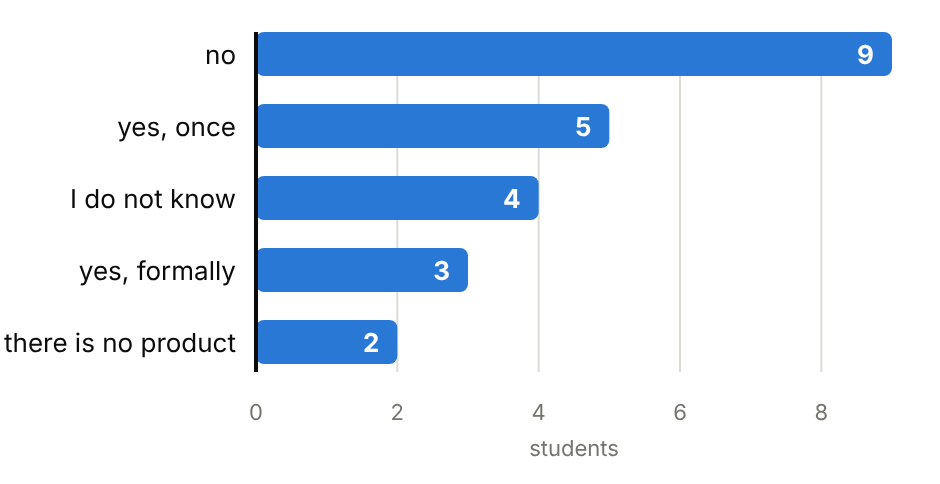 no 9
yes, once 5
I do not know 4
yes, formally 3
there is no product 2
0 2 4 6 8
students